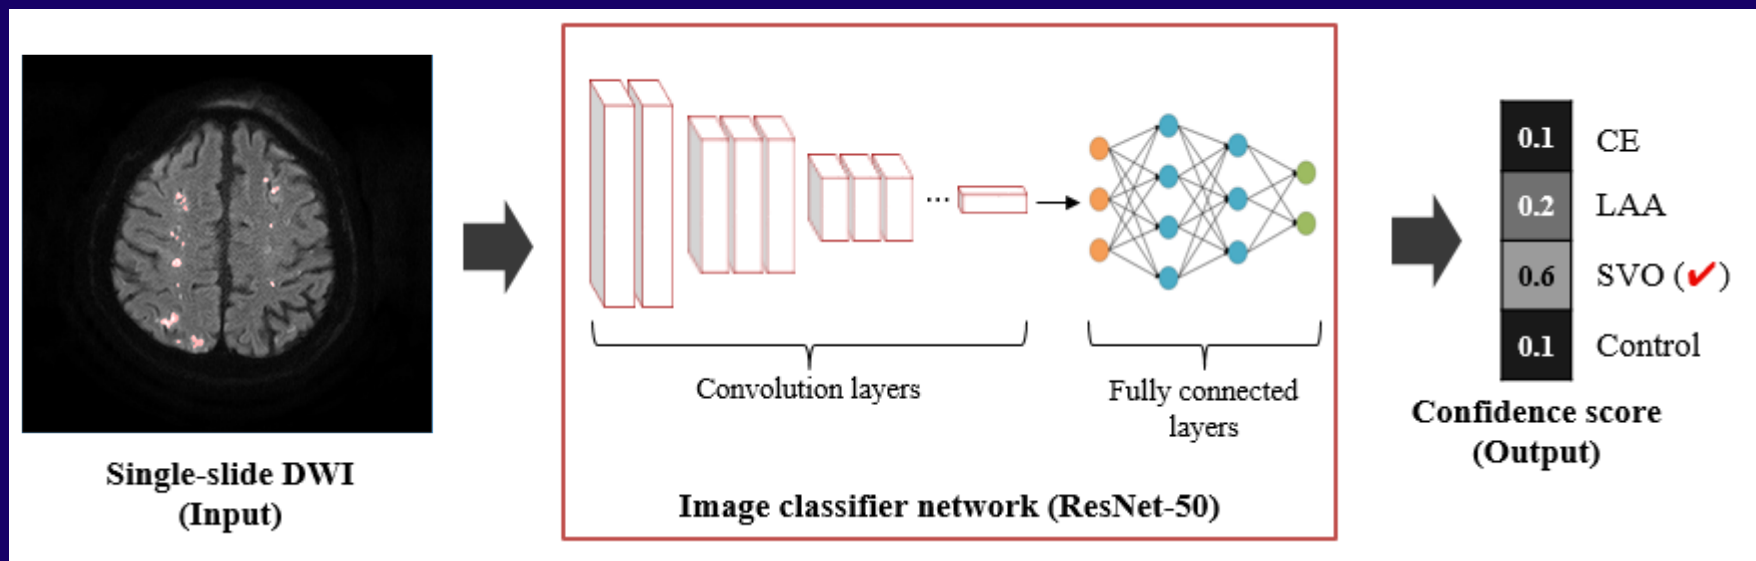 Single-slide DWI
(Input)
...
Convolution layers
Fully connected
layers
Image classifier network (ResNet-50)
0.1 CE
0.2 LAA
0.6 SVO (✔)
0.1 Control
Confidence score
(Output)